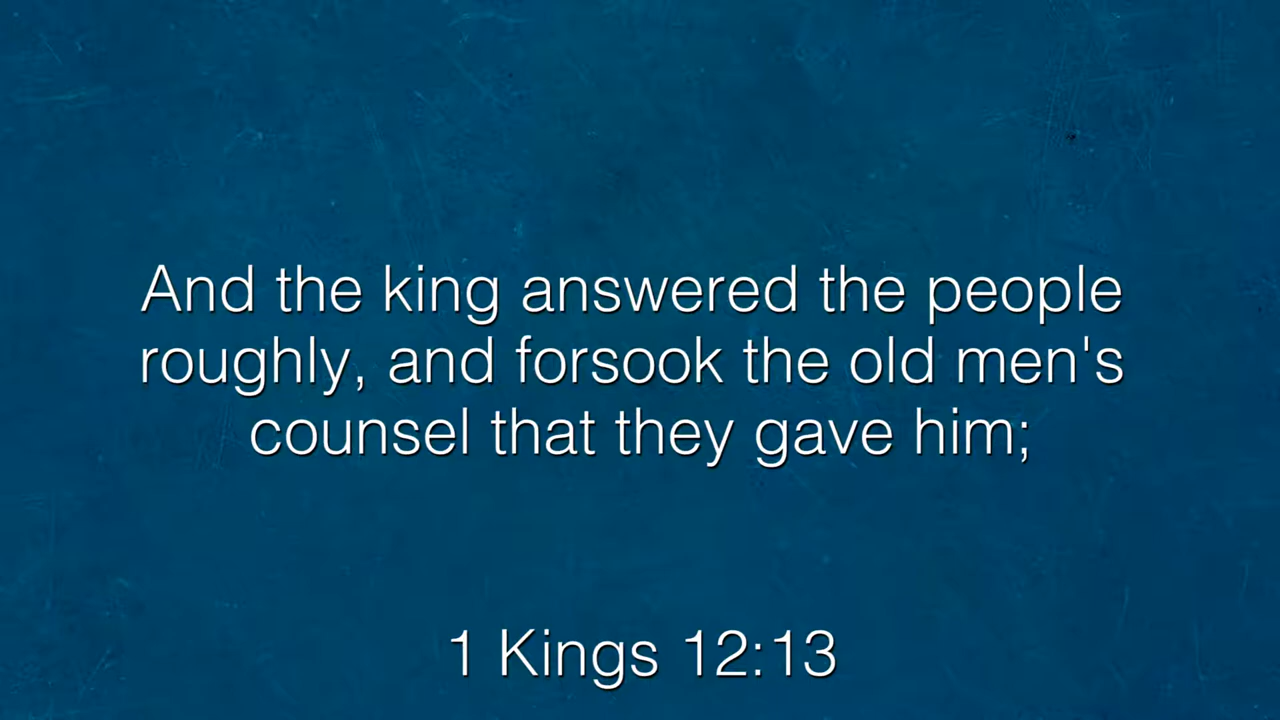 And the king answered the people
roughly, and forsook the old men's
counsel that they gave him;
1 Kings 12:13